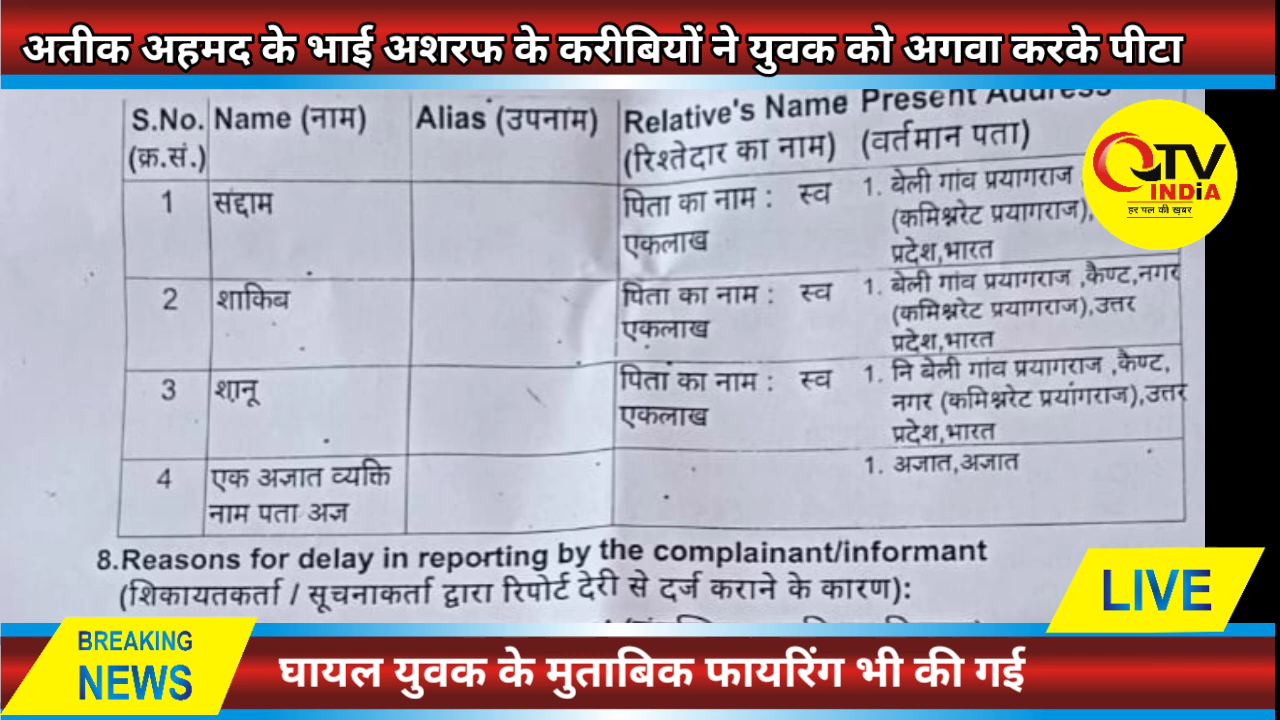 अतीक अहमद के भाई अशरफ के करीबियों ने युवक को अगवा करके पीटा
S.No. Name (नाम) Alias (उपनाम) Relative's Name Present Address
(क्र.सं.) (रिश्तेदार का नाम) (वर्तमान पता)
QTV
INDiA
हर पल की ख़बर
1 संद्दाम पिता का नाम : स्व 1. बेली गांव प्रयागराज
एकलाख (कमिश्नरेट प्रयागराज),
प्रदेश,भारत
2 शाकिब पिता का नाम : स्व 1. बेली गांव प्रयागराज ,कैण्ट,नगर
एकलाख (कमिश्नरेट प्रयागराज),उत्तर
प्रदेश,भारत
3 शानू पिता का नाम : स्व 1. नि बेली गांव प्रयागराज ,कैण्ट,
एकलाख नगर (कमिश्नरेट प्रयागराज),उत्तर
प्रदेश,भारत
4 एक अज्ञात व्यक्ति 1. अज्ञात,अज्ञात
नाम पता अज्ञ
8.Reasons for delay in reporting by the complainant/informant
(शिकायतकर्ता / सूचनाकर्ता द्वारा रिपोर्ट देरी से दर्ज कराने के कारण):
LIVE
BREAKING
NEWS
घायल युवक के मुताबिक फायरिंग भी की गई